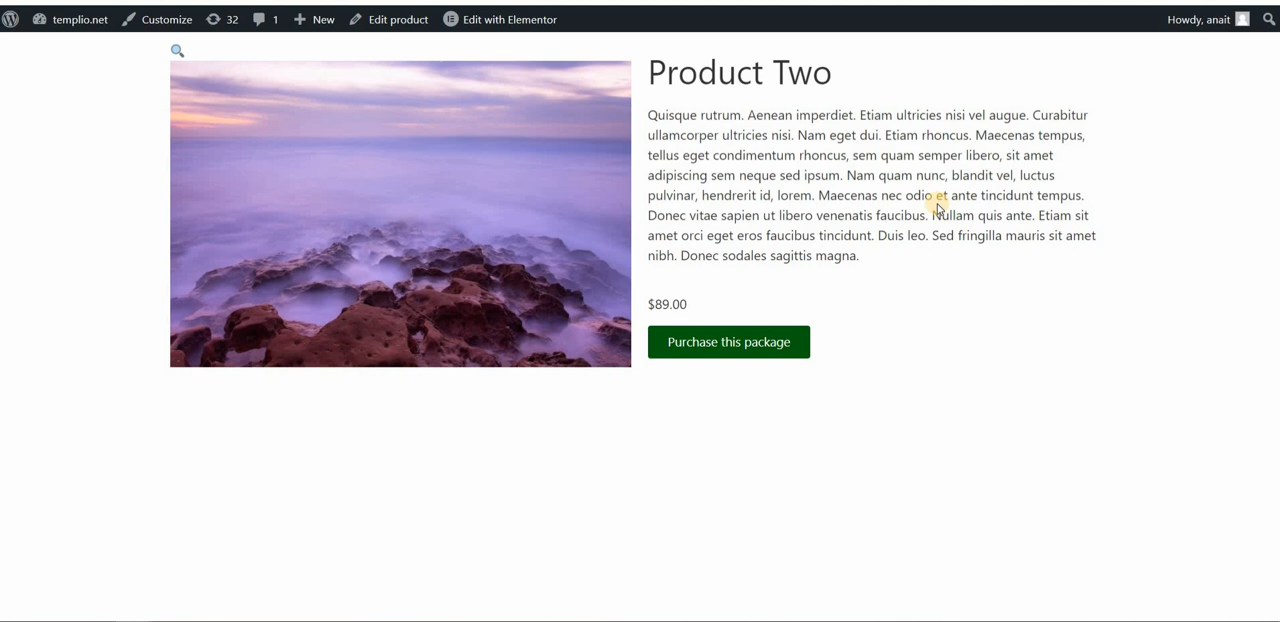 templio.net Customize 32 1 New Edit product Edit with Elementor Howdy, anait
Product Two
Quisque rutrum. Aenean imperdiet. Etiam ultricies nisi vel augue. Curabitur
ullamcorper ultricies nisi. Nam eget dui. Etiam rhoncus. Maecenas tempus,
tellus eget condimentum rhoncus, sem quam semper libero, sit amet
adipiscing sem neque sed ipsum. Nam quam nunc, blandit vel, luctus
pulvinar, hendrerit id, lorem. Maecenas nec odio et ante tincidunt tempus.
Donec vitae sapien ut libero venenatis faucibus. Nullam quis ante. Etiam sit
amet orci eget eros faucibus tincidunt. Duis leo. Sed fringilla mauris sit amet
nibh. Donec sodales sagittis magna.
$89.00
Purchase this package